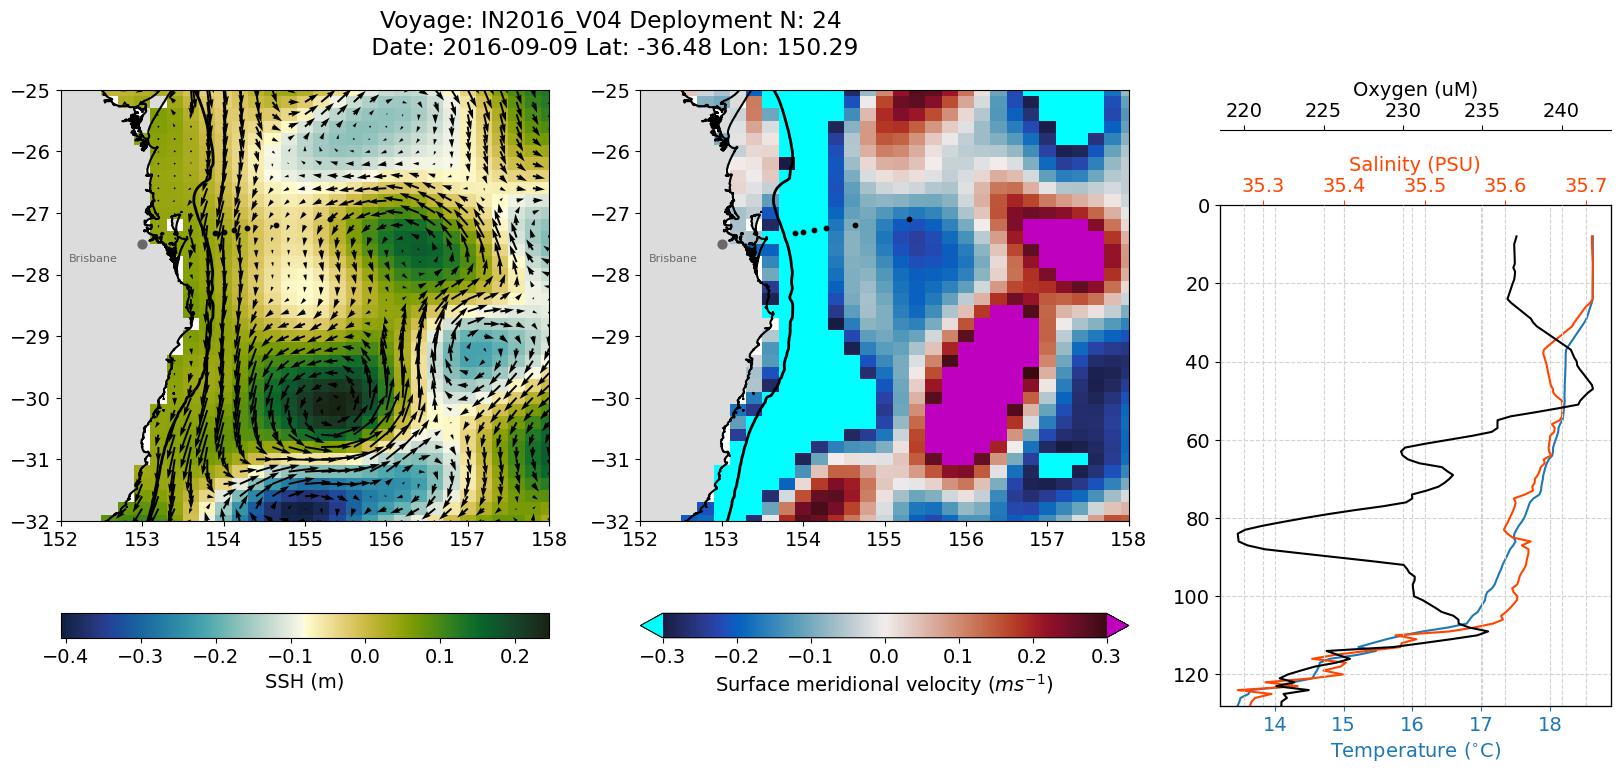 Voyage: IN2016_V04 Deployment N: 24
Date: 2016-09-09 Lat: -36.48 Lon: 150.29
−25
−26
−27
−28
−29
−30
−31
−32
152 153 154 155 156 157 158
Brisbane
−0.4 −0.3 −0.2 −0.1 0.0 0.1 0.2
SSH (m)
−25
−26
−27
−28
−29
−30
−31
−32
152 153 154 155 156 157 158
Brisbane
−0.3 −0.2 −0.1 0.0 0.1 0.2 0.3
Surface meridional velocity (ms⁻¹)
Oxygen (uM)
220 225 230 235 240
Salinity (PSU)
35.3 35.4 35.5 35.6 35.7
0
20
40
60
80
100
120
14 15 16 17 18
Temperature (°C)